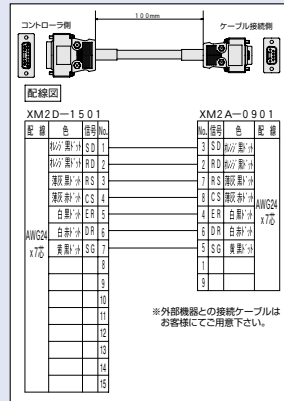 100mm
コントローラ側
ケーブル接続側
配線図
XM2D-1501
配線 色 信号 No.
オレンジ黒ドット SD 1
オレンジ赤ドット RD 2
薄灰黒ドット RS 3
薄灰赤ドット CS 4
白黒ドット ER 5
白赤ドット DR 6
黄黒ドット SG 7
8
9
10
11
12
13
14
15
AWG24
x7芯
XM2A-0901
No. 信号 色 配線
3 SD オレンジ黒ドット
2 RD オレンジ赤ドット
7 RS 薄灰黒ドット
8 CS 薄灰赤ドット
4 ER 白黒ドット
6 DR 白赤ドット
5 SG 黄黒ドット
1
9
AWG24
x7芯
※外部機器との接続ケーブルは
お客様にてご用意下さい。